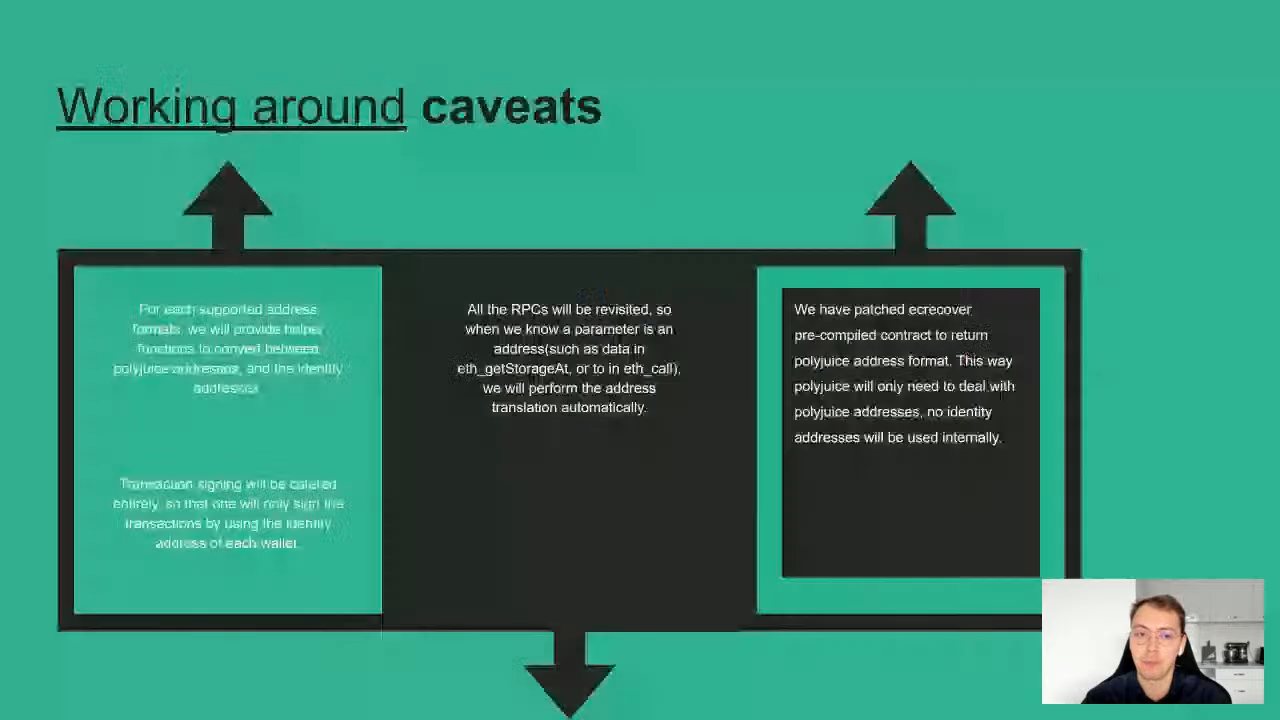 Working around caveats
For each supported address
formats, we will provide helper
functions to convert between
polyjuice addresses, and the identity
addresses.
Transaction signing will be catered
entirely, so that one will only sign the
transactions by using the identity
address of each wallet.
All the RPCs will be revisited, so
when we know a parameter is an
address(such as data in
eth_getStorageAt, or to in eth_call),
we will perform the address
translation automatically.
We have patched ecrecover
pre-compiled contract to return
polyjuice address format. This way
polyjuice will only need to deal with
polyjuice addresses, no identity
addresses will be used internally.